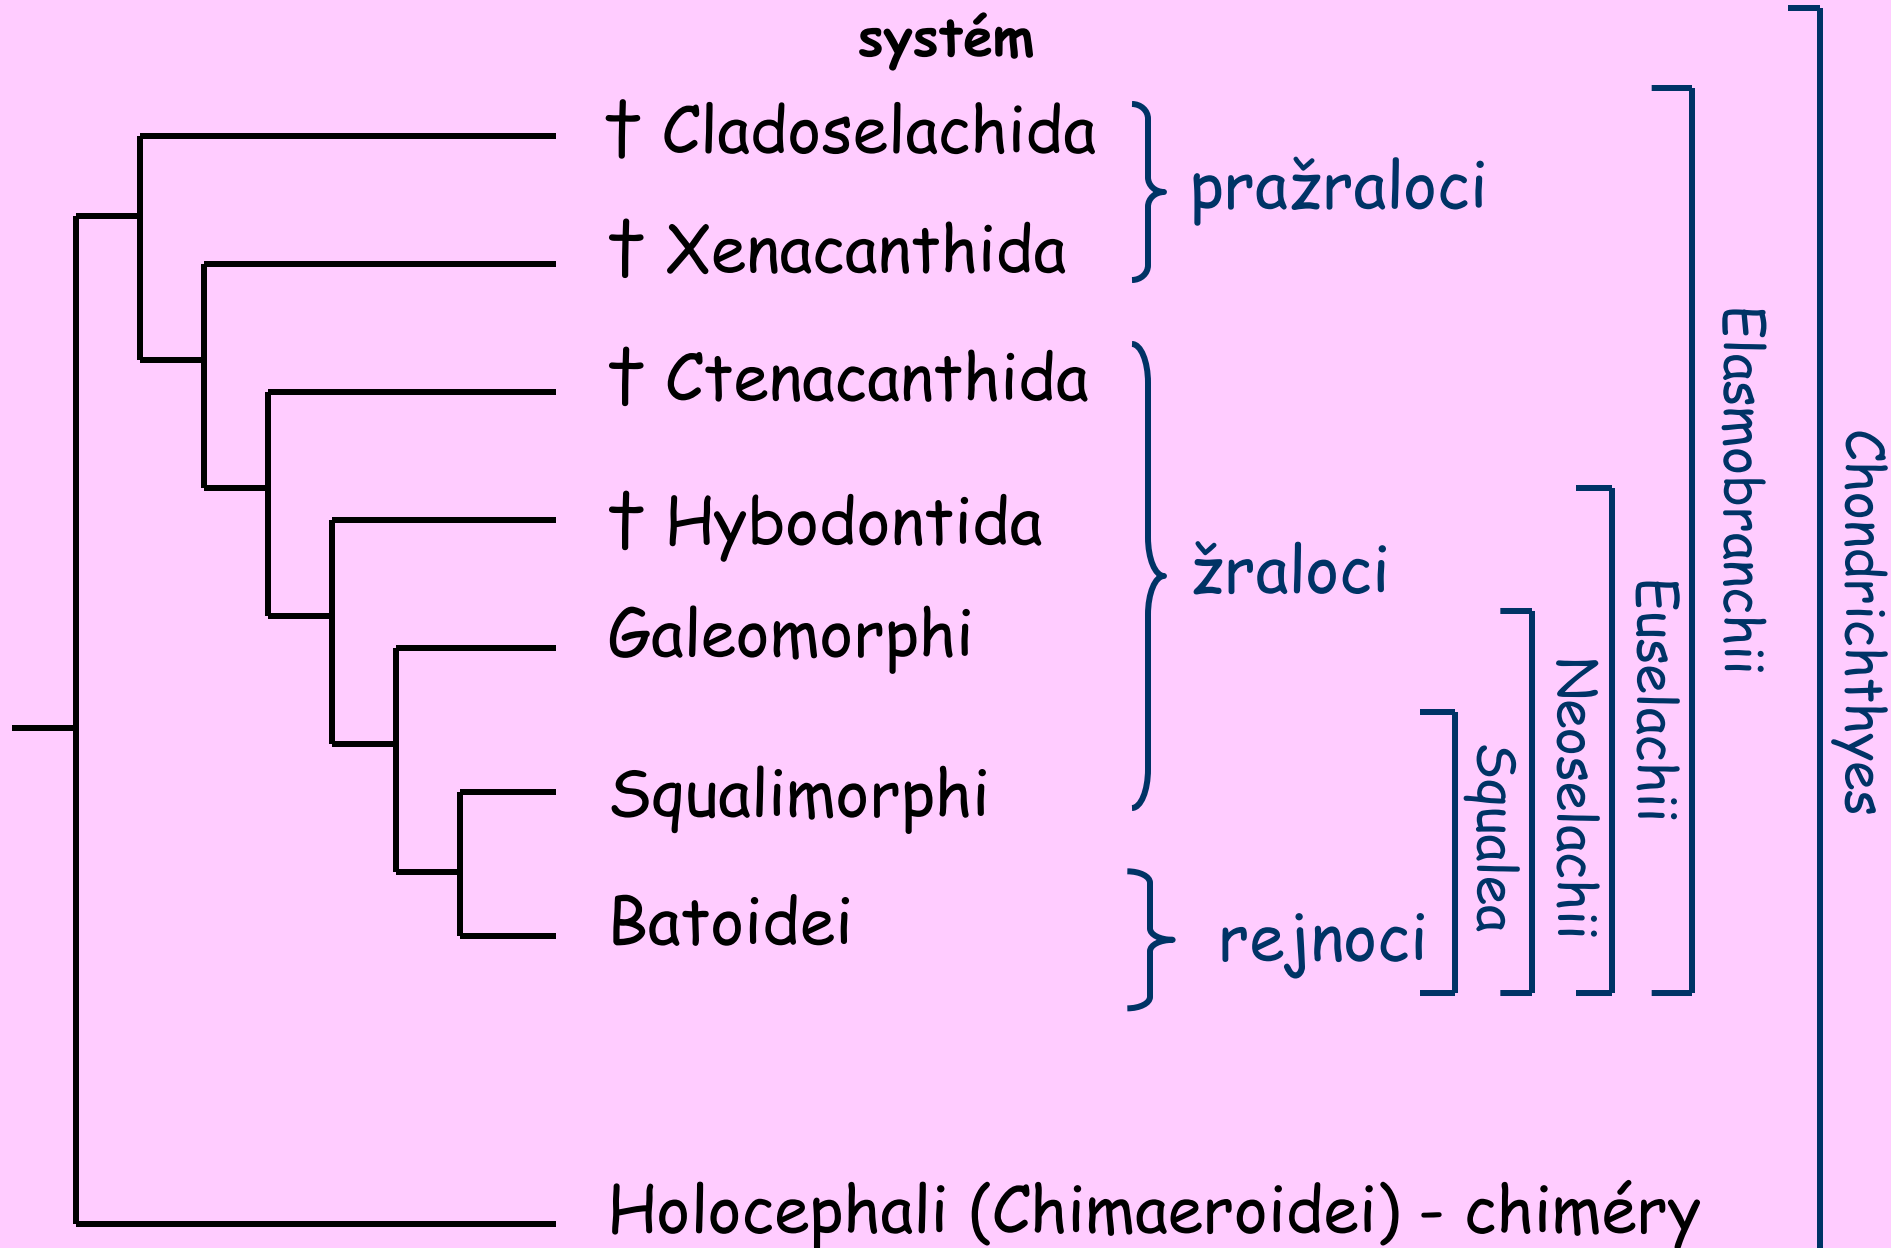 systém
† Cladoselachida
pražraloci
† Xenacanthida
† Ctenacanthida
† Hybodontida
žraloci
Galeomorphi
Squalimorphi
Batoidei
rejnoci
Squalea
Neoselachii
Euselachii
Elasmobranchii
Chondrichthyes
Holocephali (Chimaeroidei) - chiméry